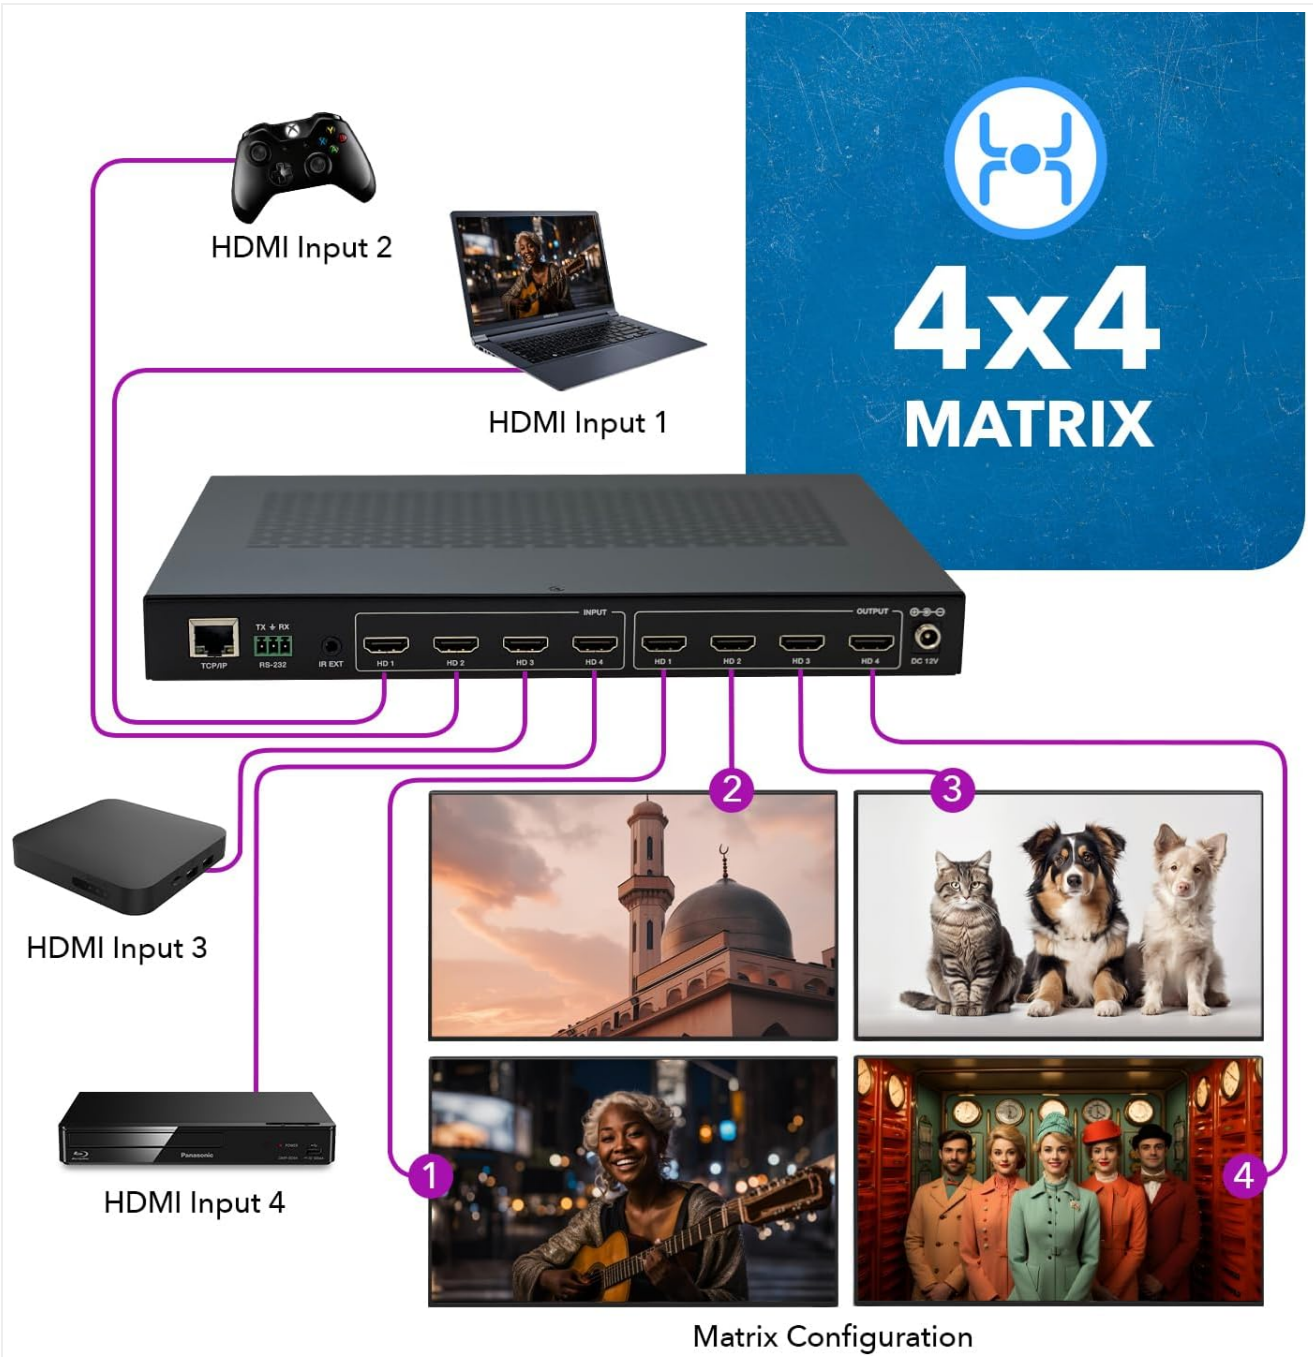 HDMI Input 2
HDMI Input 1
4x4
MATRIX
INPUT
OUTPUT
TX RX
TCP/IP
RS-232
IR EXT
HD 1
HD 2
HD 3
HD 4
HD 1
HD 2
HD 3
HD 4
DC 12V
2
3
HDMI Input 3
1
4
Panasonic
POWER
HDMI Input 4
Matrix Configuration